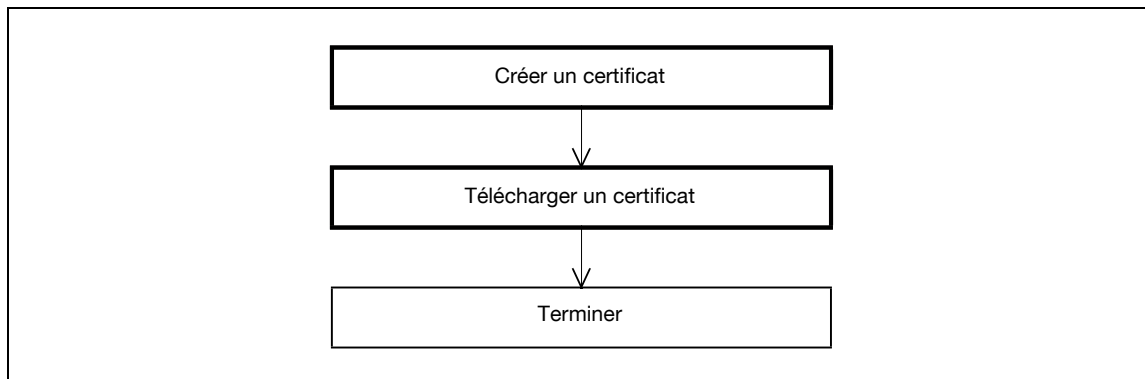 Créer un certificat
Télécharger un certificat
Terminer